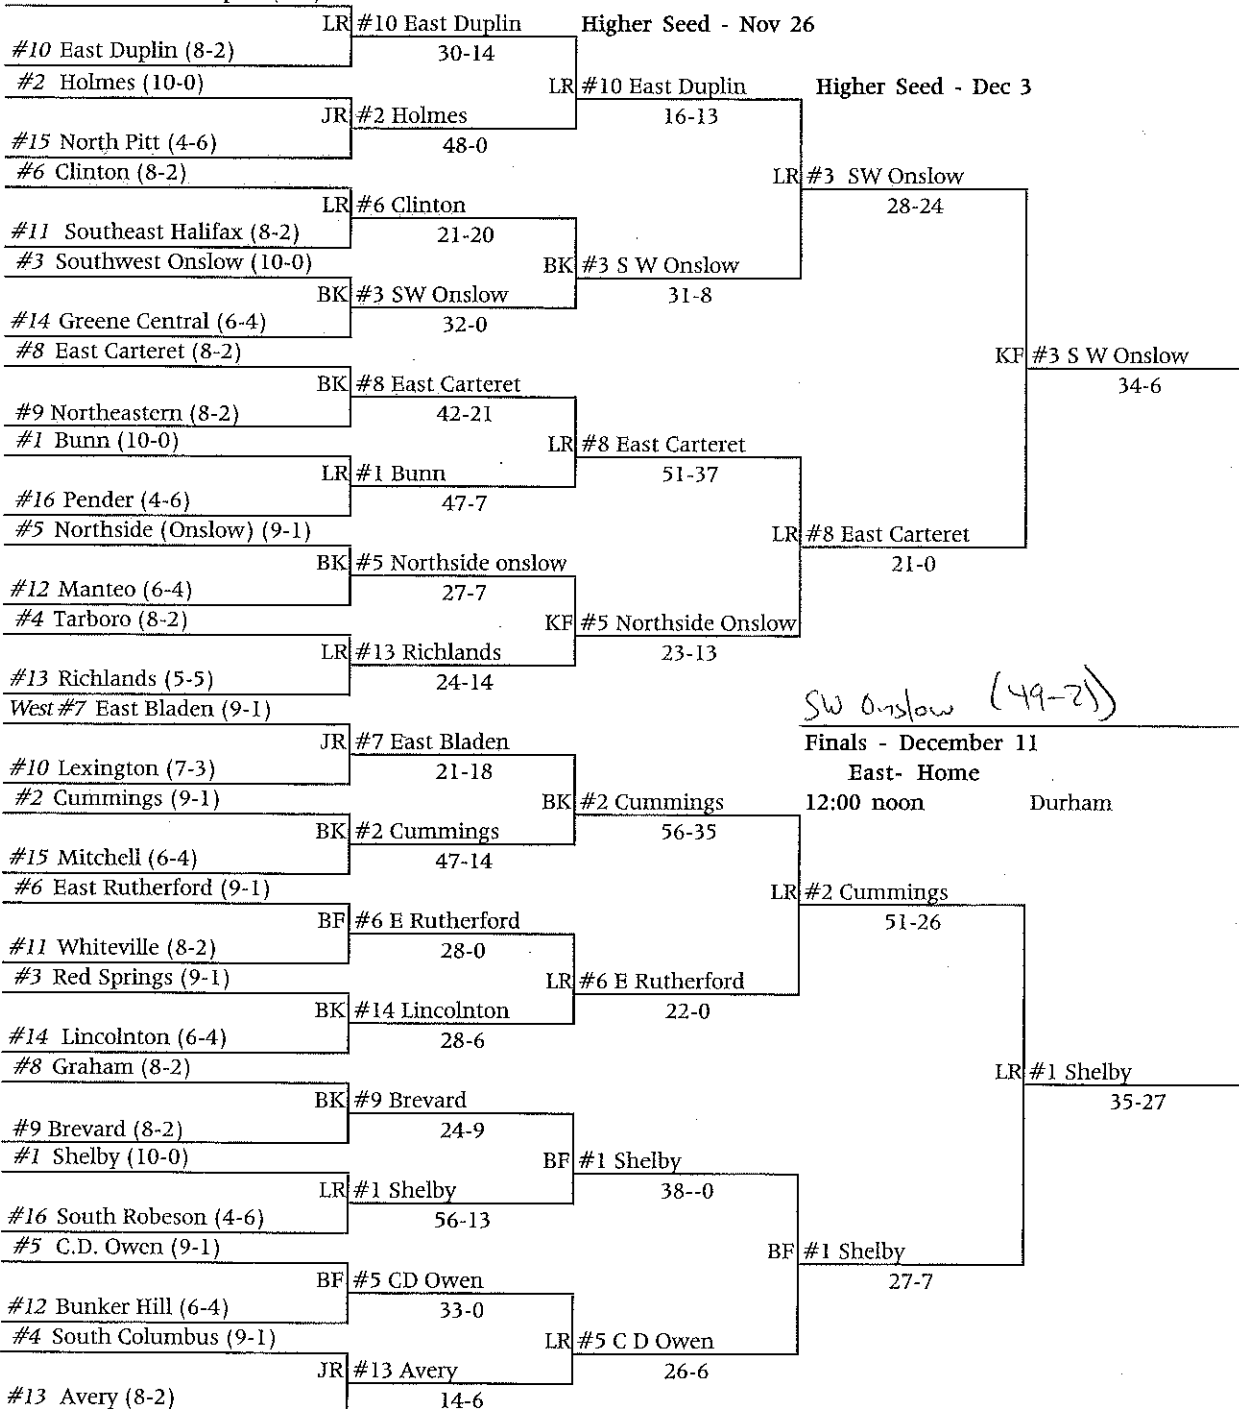 LR #10 East Duplin Higher Seed - Nov 26
#10 East Duplin (8-2) 30-14
#2 Holmes (10-0) LR #10 East Duplin Higher Seed - Dec 3
JR #2 Holmes 16-13
#15 North Pitt (4-6) 48-0
#6 Clinton (8-2) LR #3 SW Onslow
LR #6 Clinton 28-24
#11 Southeast Halifax (8-2) 21-20
#3 Southwest Onslow (10-0) BK #3 S W Onslow
BK #3 SW Onslow 31-8
#14 Greene Central (6-4) 32-0
#8 East Carteret (8-2) KF #3 S W Onslow
BK #8 East Carteret 34-6
#9 Northeastern (8-2) 42-21
#1 Bunn (10-0) LR #8 East Carteret
LR #1 Bunn 51-37
#16 Pender (4-6) 47-7
#5 Northside (Onslow) (9-1) LR #8 East Carteret
BK #5 Northside onslow 21-0
#12 Manteo (6-4) 27-7
#4 Tarboro (8-2) KF #5 Northside Onslow
LR #13 Richlands 23-13
#13 Richlands (5-5) 24-14
West #7 East Bladen (9-1) SW Onslow (49-21)
JR #7 East Bladen Finals - December 11
#10 Lexington (7-3) 21-18 East- Home
#2 Cummings (9-1) BK #2 Cummings 12:00 noon Durham
BK #2 Cummings 56-35
#15 Mitchell (6-4) 47-14
#6 East Rutherford (9-1) LR #2 Cummings
BF #6 E Rutherford 51-26
#11 Whiteville (8-2) 28-0
#3 Red Springs (9-1) LR #6 E Rutherford
BK #14 Lincolnton 22-0
#14 Lincolnton (6-4) 28-6
#8 Graham (8-2) LR #1 Shelby
BK #9 Brevard 35-27
#9 Brevard (8-2) 24-9
#1 Shelby (10-0) BF #1 Shelby
LR #1 Shelby 38--0
#16 South Robeson (4-6) 56-13
#5 C.D. Owen (9-1) BF #1 Shelby
BF #5 CD Owen 27-7
#12 Bunker Hill (6-4) 33-0
#4 South Columbus (9-1) LR #5 C D Owen
JR #13 Avery 26-6
#13 Avery (8-2) 14-6